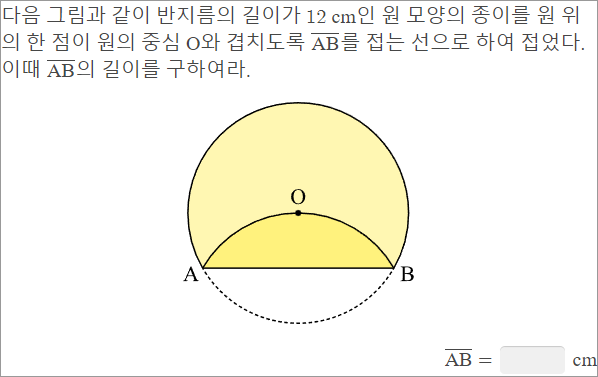 다음 그림과 같이 반지름의 길이가 12 cm인 원 모양의 종이를 원 위
의 한 점이 원의 중심 O와 겹치도록 AB를 접는 선으로 하여 접었다.
이때 AB의 길이를 구하여라.
O
A
B
AB = cm